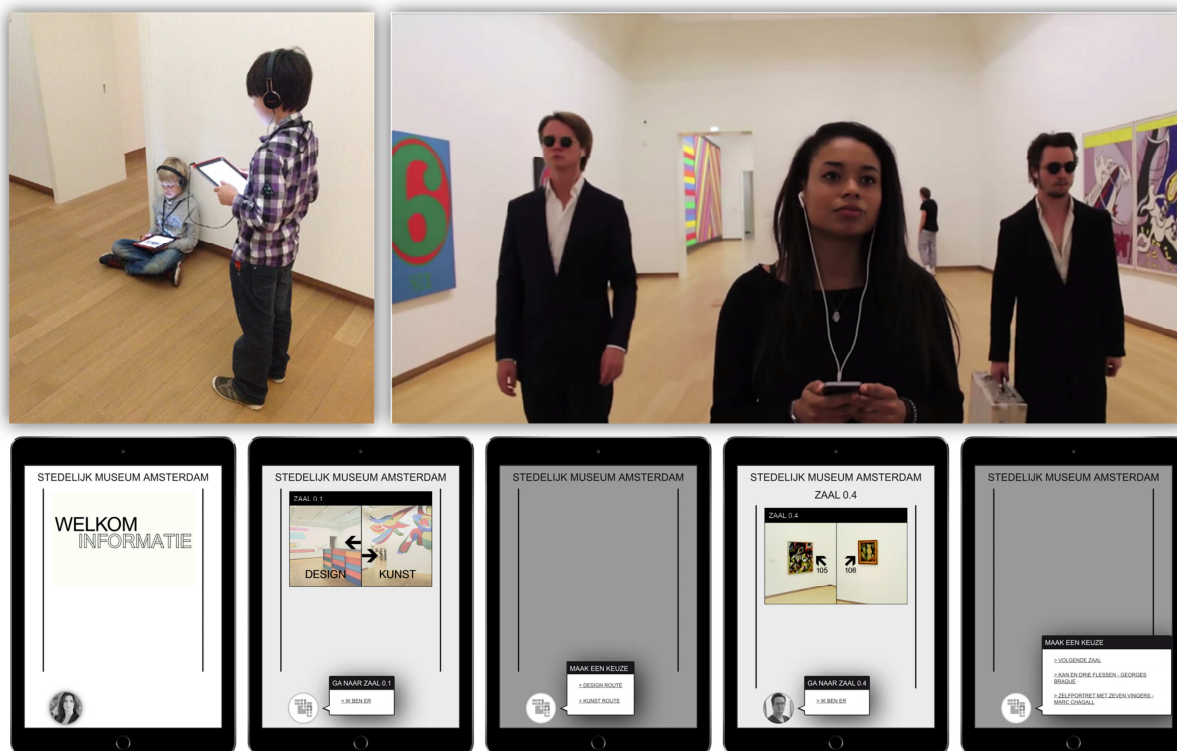 6
STEDELIJK MUSEUM AMSTERDAM
WELKOM
INFORMATIE
STEDELIJK MUSEUM AMSTERDAM
ZAAL 0.1
DESIGN
KUNST
GA NAAR ZAAL 0.1
> IK BEN ER
STEDELIJK MUSEUM AMSTERDAM
MAAK EEN KEUZE
> DESIGN ROUTE
> KUNST ROUTE
STEDELIJK MUSEUM AMSTERDAM
ZAAL 0.4
ZAAL 0.4
105
106
GA NAAR ZAAL 0.4
> IK BEN ER
STEDELIJK MUSEUM AMSTERDAM
MAAK EEN KEUZE
> VOLGENDE ZAAL
> KAN EN DRIE FLESSEN - GEORGES
BRAQUE
> ZELFPORTRET MET ZEVEN VINGERS -
MARC CHAGALL